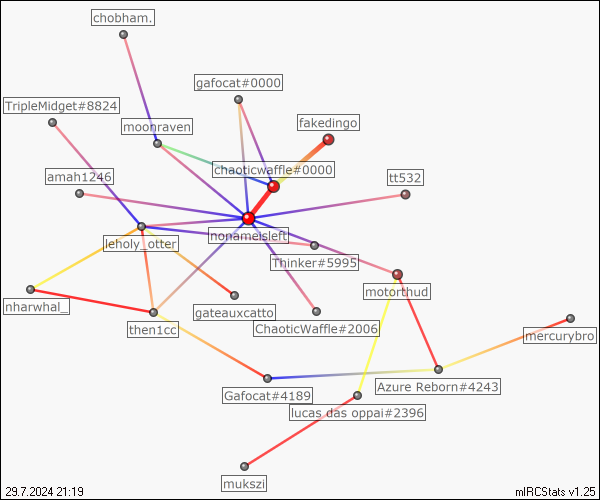 chobham.
gafocat#0000
TripleMidget#8824
fakedingo
moonraven
chaoticwaffle#0000
amah1246
tt532
nonameisleft
leholy_otter
Thinker#5995
motorthud
nharwhal_
gateauxcatto
then1cc
ChaoticWaffle#2006
mercurybro
Azure Reborn#4243
Gafocat#4189
lucas das oppai#2396
mukszi
29.7.2024 21:19
mIRCStats v1.25